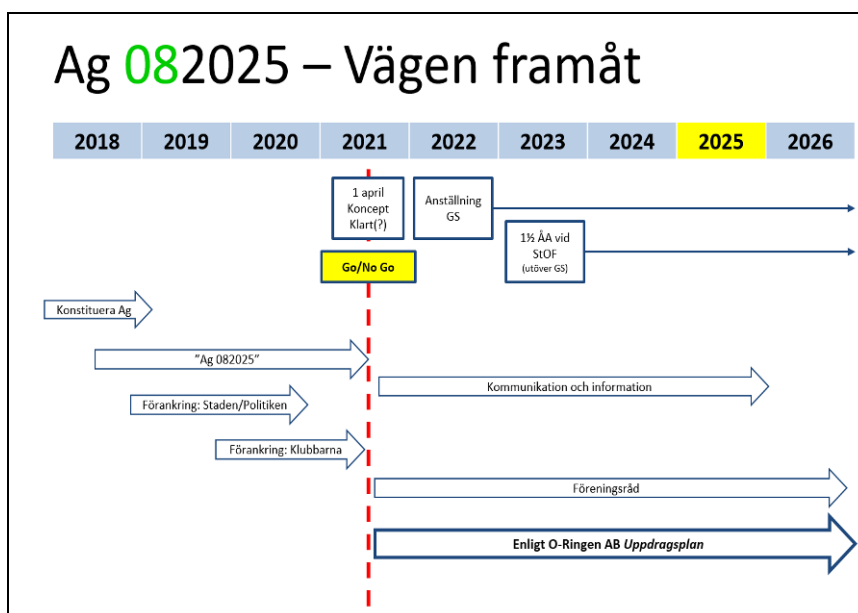 Ag 082025 – Vägen framåt
2018 2019 2020 2021 2022 2023 2024 2025 2026
1 april
Koncept
Klart(?)
Anställning
GS
1½ ÅA vid
StOF
(utöver GS)
Go/No Go
Konstituera Ag
"Ag 082025"
Kommunikation och information
Förankring: Staden/Politiken
Förankring: Klubbarna
Föreningsråd
Enligt O-Ringen AB Uppdragsplan